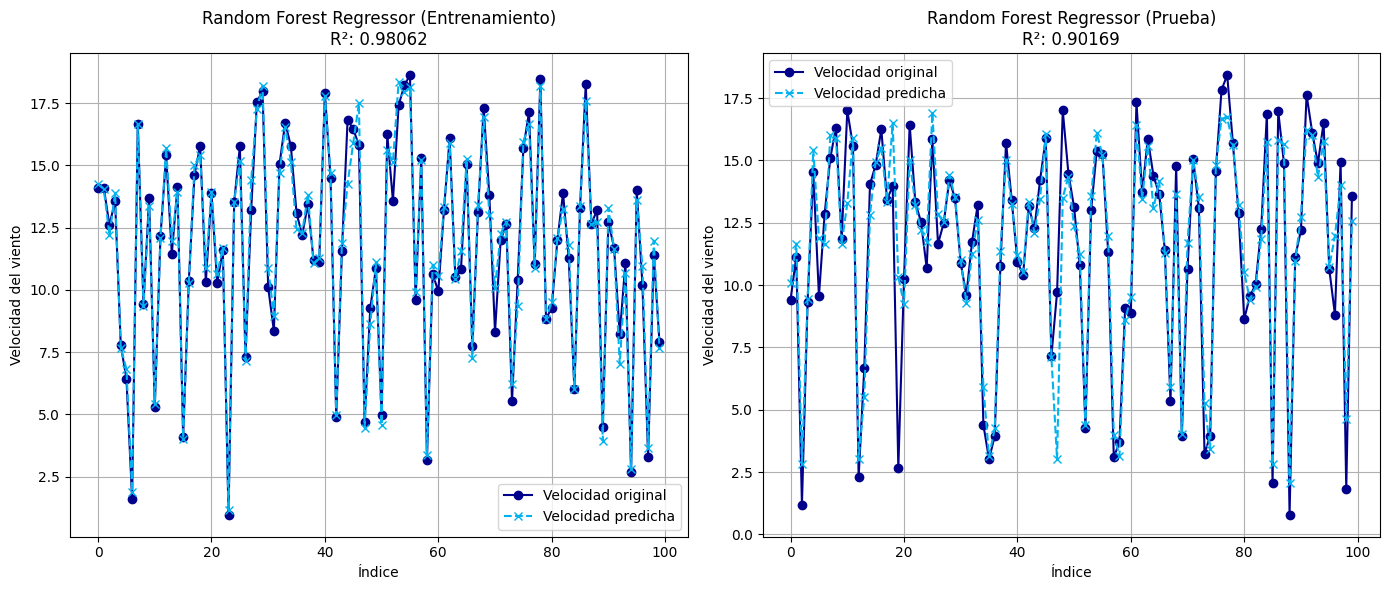 Random Forest Regressor (Entrenamiento)
R²: 0.98062
Velocidad del viento
17.5
15.0
12.5
10.0
7.5
5.0
2.5
Velocidad original
Velocidad predicha
0
20
40
60
80
100
Índice
Random Forest Regressor (Prueba)
R²: 0.90169
Velocidad original
Velocidad predicha
Velocidad del viento
17.5
15.0
12.5
10.0
7.5
5.0
2.5
0.0
0
20
40
60
80
100
Índice